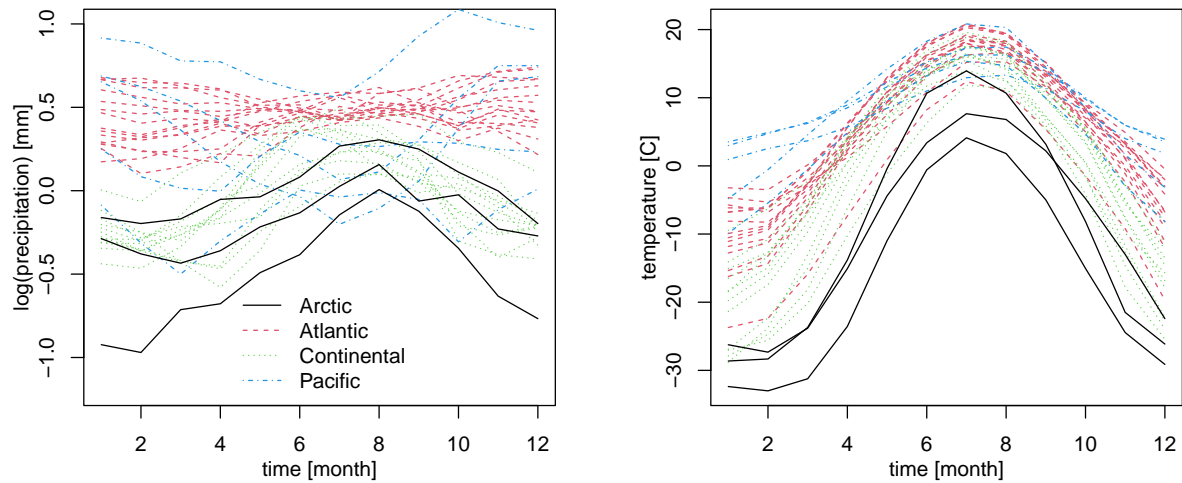 log(precipitation) [mm]
1.0
0.5
0.0
−0.5
−1.0
Arctic
Atlantic
Continental
Pacific
2 4 6 8 10 12
time [month]
temperature [C]
20
10
0
−10
−20
−30
2 4 6 8 10 12
time [month]